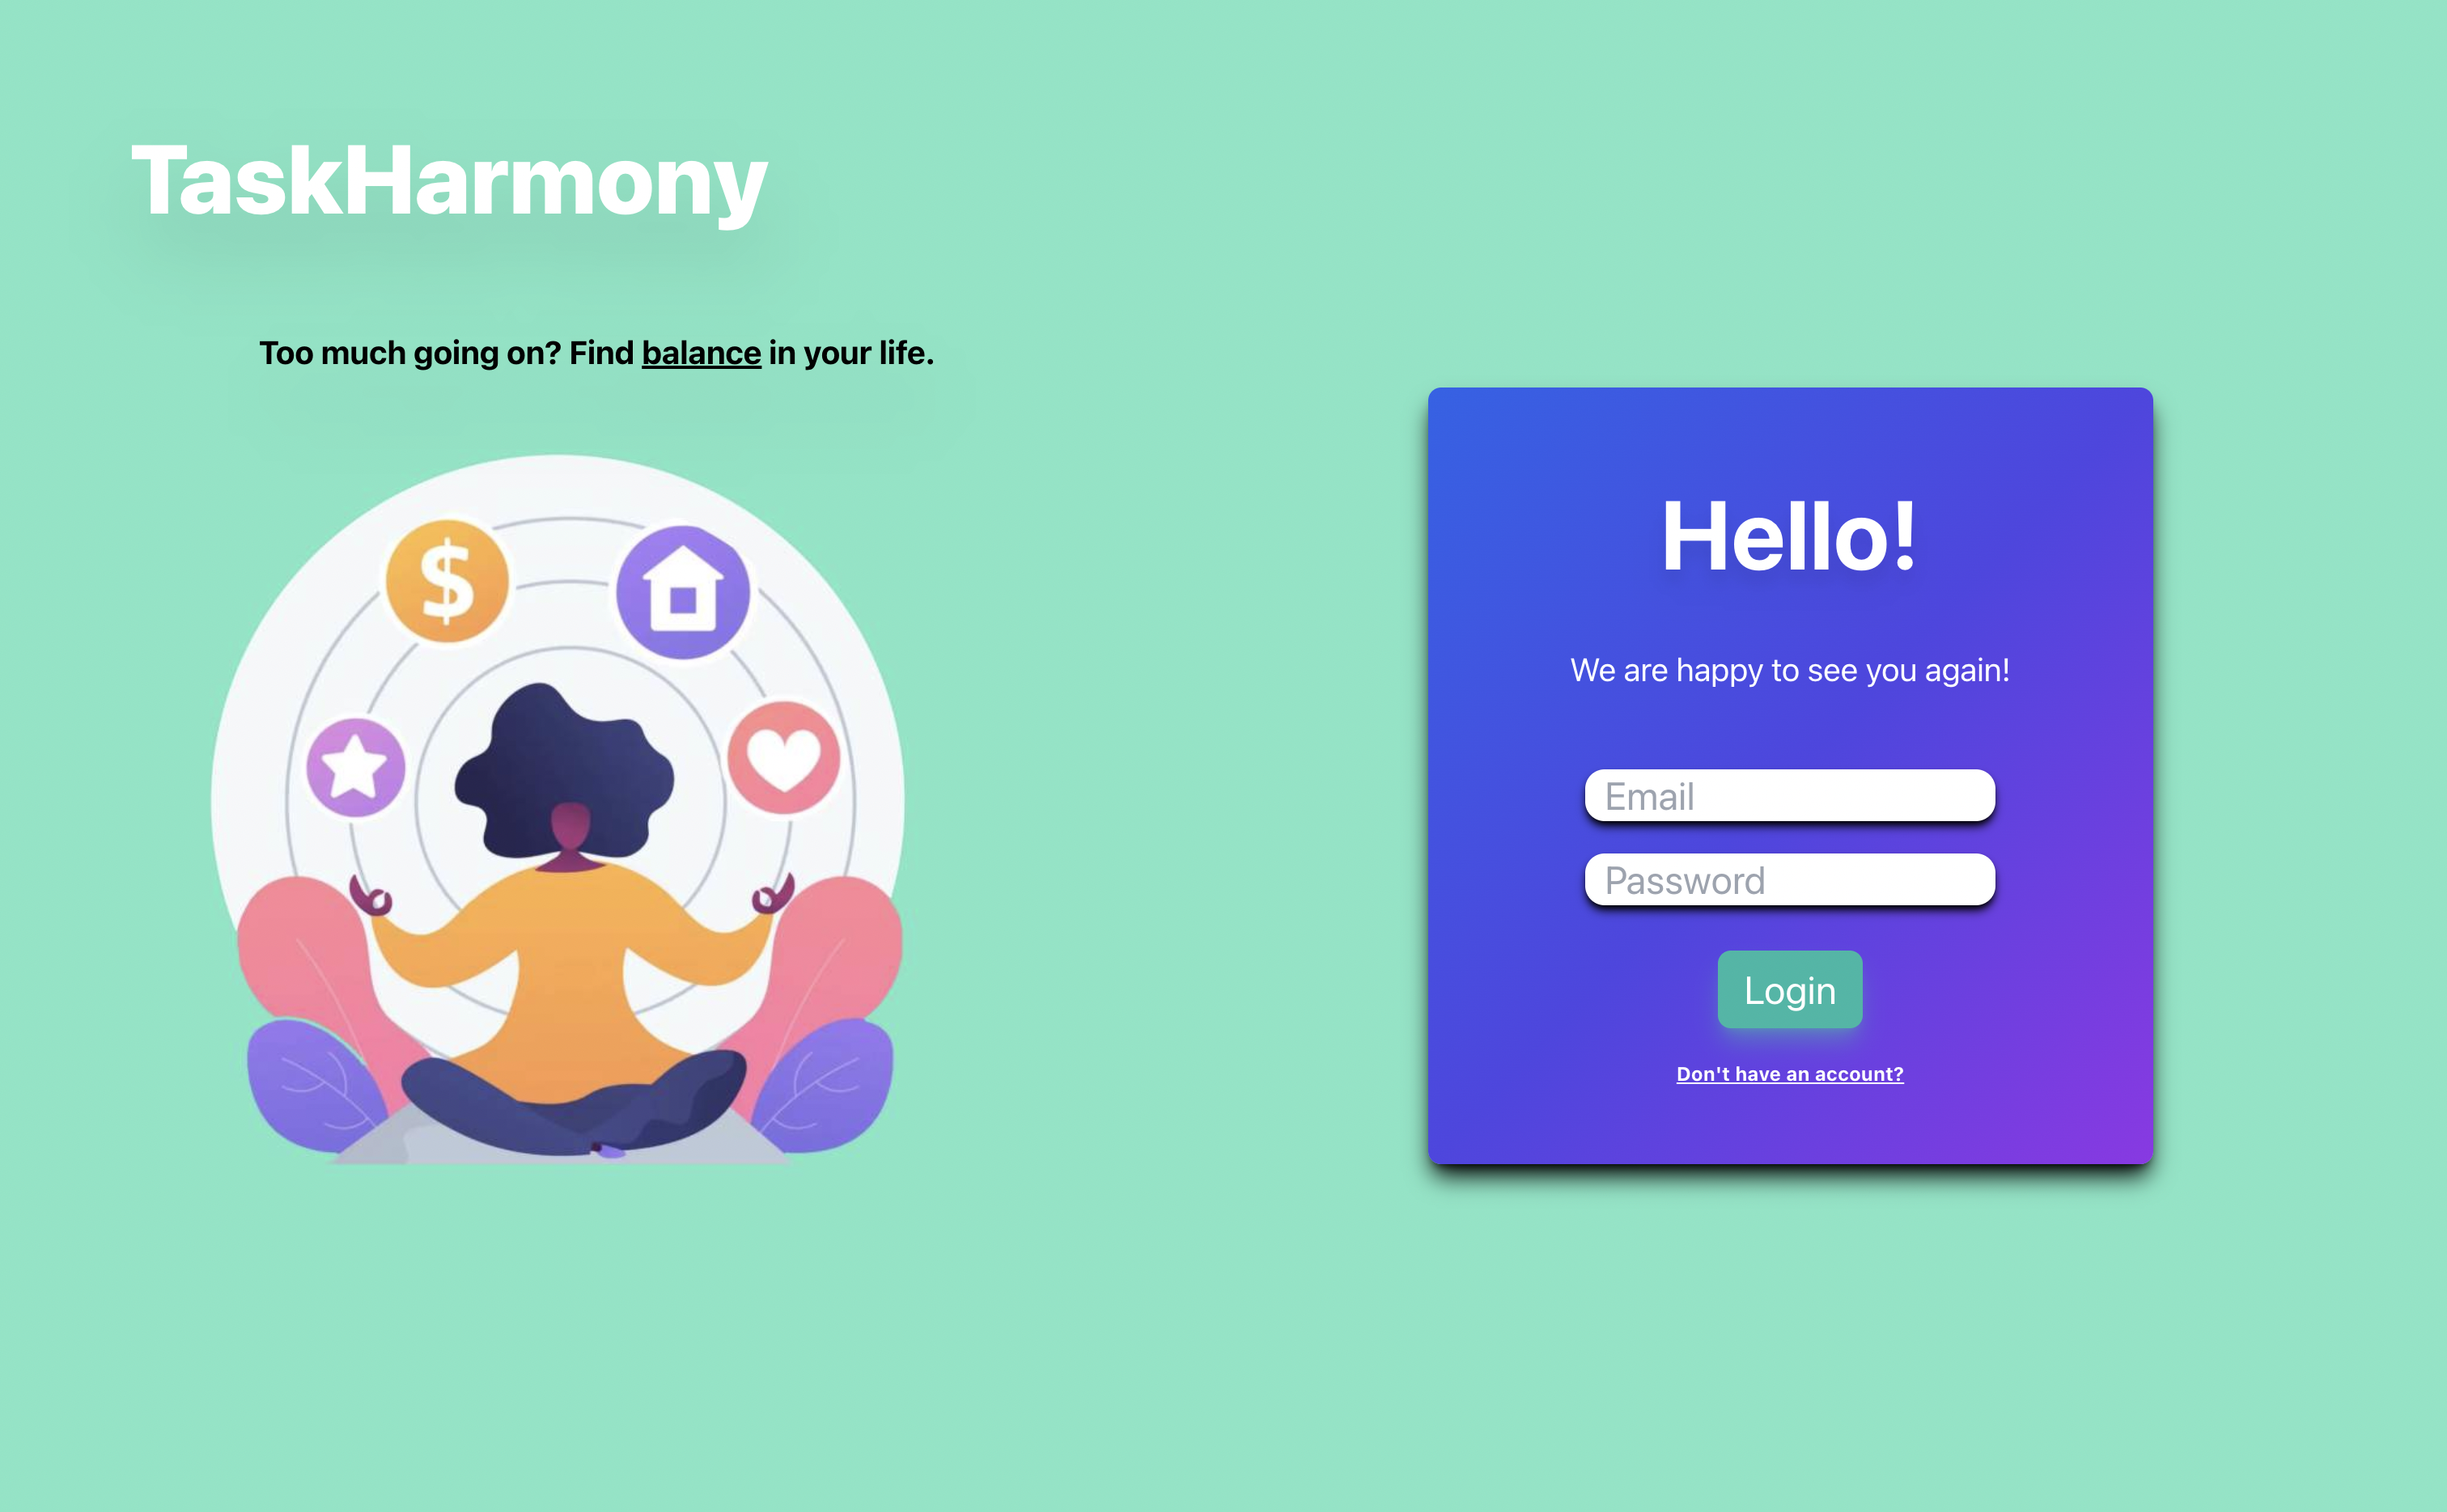 TaskHarmony
Too much going on? Find balance in your life.
$
Hello!
We are happy to see you again!
Email
Password
Login
Don't have an account?